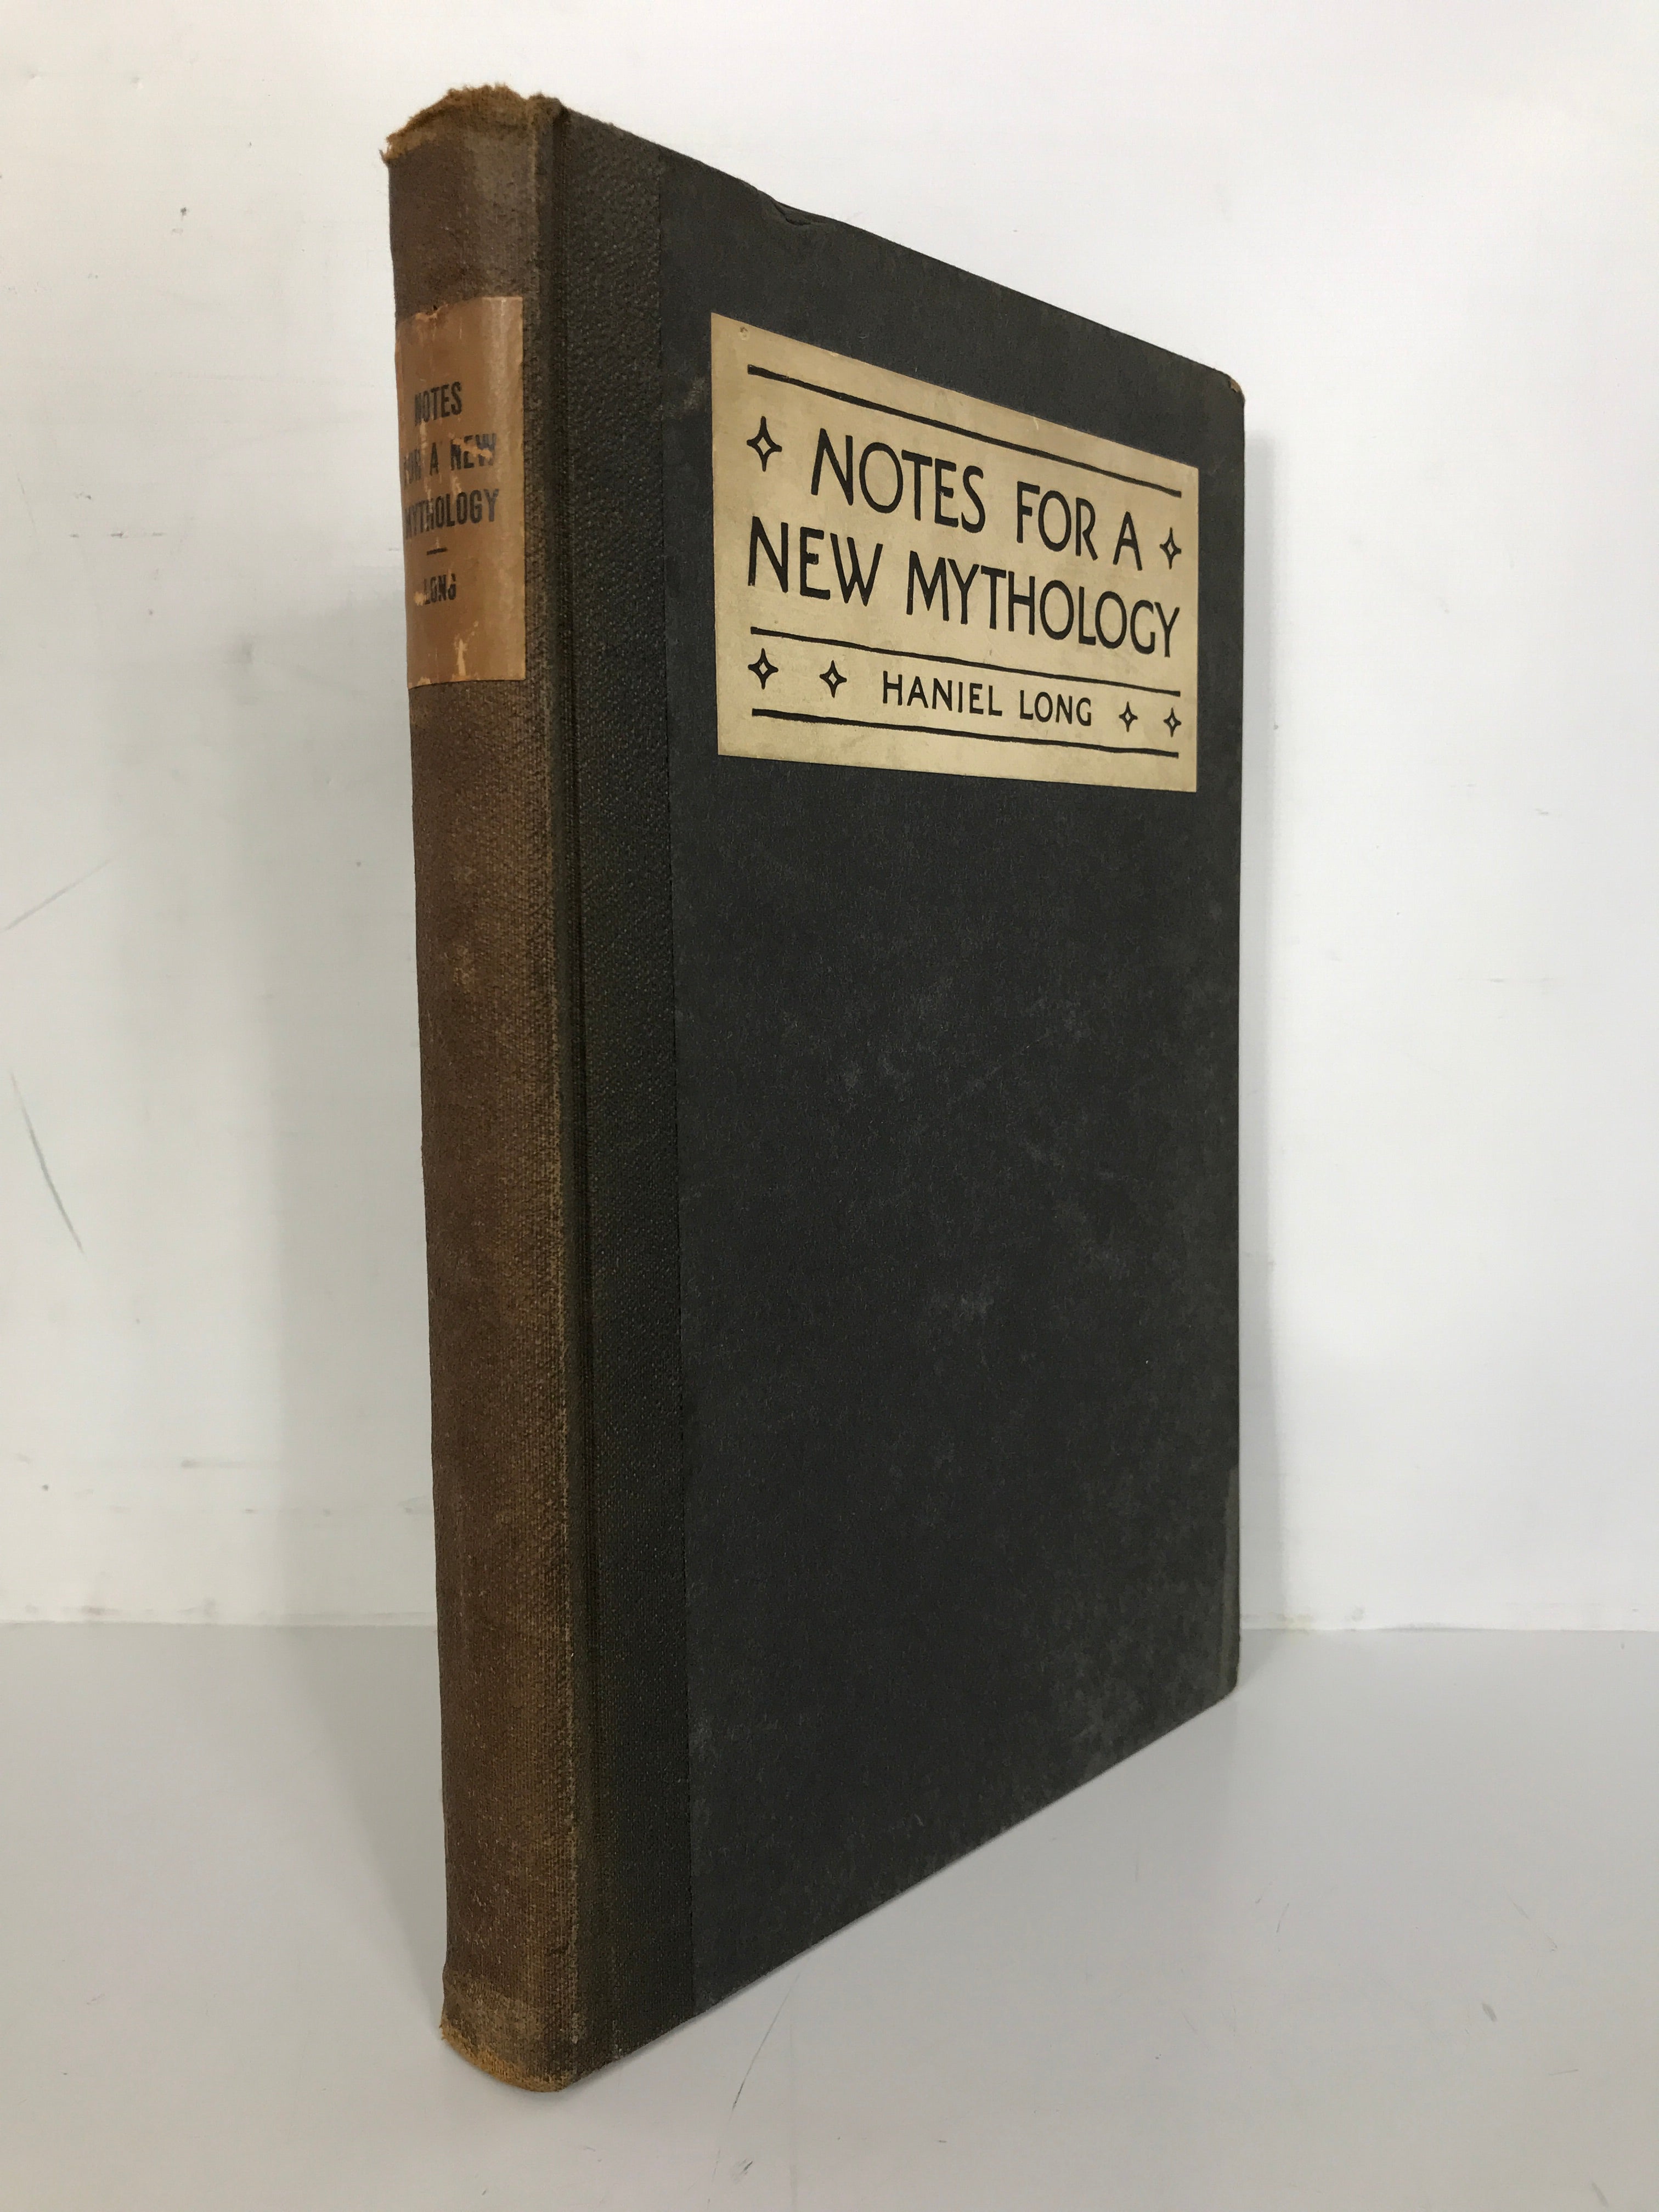 NOTES
FOR A NEW
MYTHOLOGY
LONG
NOTES FOR A
NEW MYTHOLOGY
HANIEL LONG